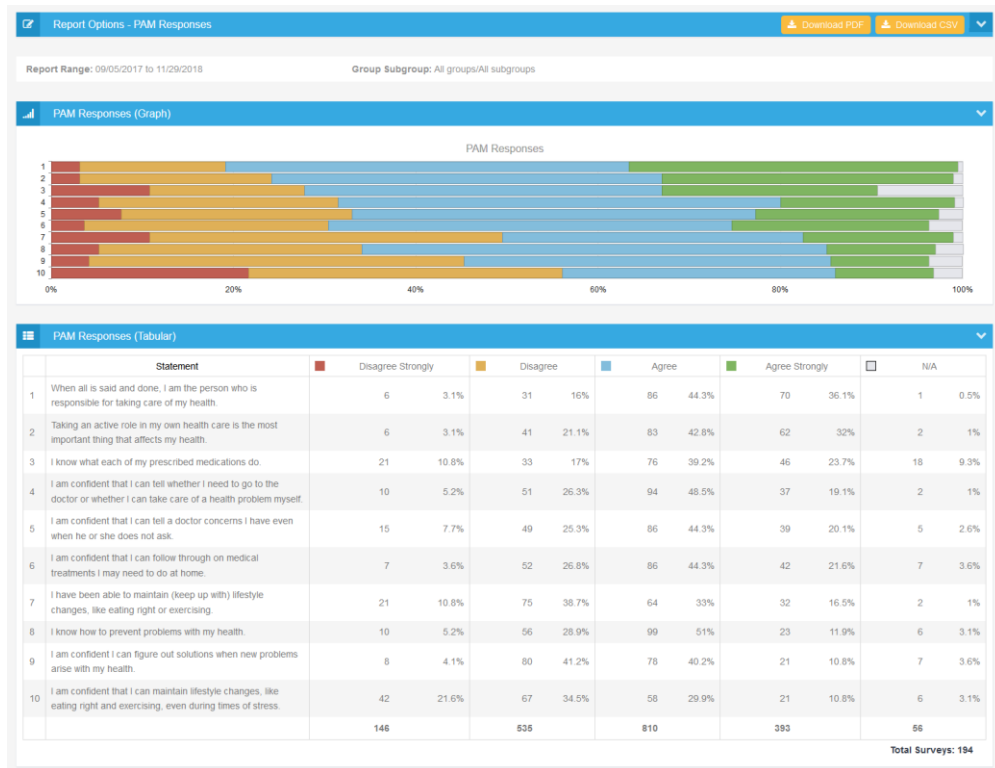 Report Options - PAM Responses
Download PDF
Download CSV
Report Range: 09/05/2017 to 11/29/2018
Group Subgroup: All groups/All subgroups
PAM Responses (Graph)
PAM Responses
1
2
3
4
5
6
7
8
9
10
0% 20% 40% 60% 80% 100%
PAM Responses (Tabular)
Statement Disagree Strongly Disagree Agree Agree Strongly N/A
1 When all is said and done, I am the person who is
responsible for taking care of my health. 6 3.1% 31 16% 86 44.3% 70 36.1% 1 0.5%
2 Taking an active role in my own health care is the most
important thing that affects my health. 6 3.1% 41 21.1% 83 42.8% 62 32% 2 1%
3 I know what each of my prescribed medications do. 21 10.8% 33 17% 76 39.2% 46 23.7% 18 9.3%
4 I am confident that I can tell whether I need to go to the
doctor or whether I can take care of a health problem myself. 10 5.2% 51 26.3% 94 48.5% 37 19.1% 2 1%
5 I am confident that I can tell a doctor concerns I have even
when he or she does not ask. 15 7.7% 49 25.3% 86 44.3% 39 20.1% 5 2.6%
6 I am confident that I can follow through on medical
treatments I may need to do at home. 7 3.6% 52 26.8% 86 44.3% 42 21.6% 7 3.6%
7 I have been able to maintain (keep up with) lifestyle
changes, like eating right or exercising. 21 10.8% 75 38.7% 64 33% 32 16.5% 2 1%
8 I know how to prevent problems with my health. 10 5.2% 56 28.9% 99 51% 23 11.9% 6 3.1%
9 I am confident I can figure out solutions when new problems
arise with my health. 8 4.1% 80 41.2% 78 40.2% 21 10.8% 7 3.6%
10 I am confident that I can maintain lifestyle changes, like
eating right and exercising, even during times of stress. 42 21.6% 67 34.5% 58 29.9% 21 10.8% 6 3.1%
146 535 810 393 56
Total Surveys: 194